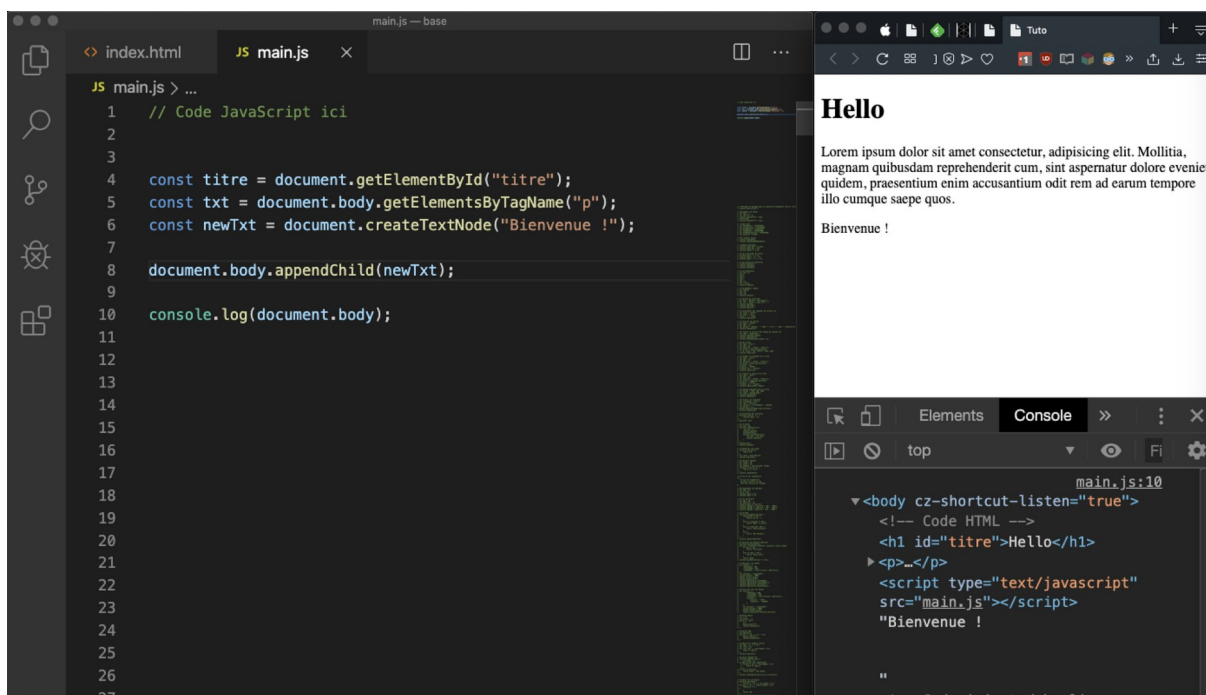 main.js — base
index.html
JS main.js
JS main.js > ...
1 // Code JavaScript ici
2
3
4 const titre = document.getElementById("titre");
5 const txt = document.body.getElementsByTagName("p");
6 const newTxt = document.createTextNode("Bienvenue !");
7
8 document.body.appendChild(newTxt);
9
10 console.log(document.body);
11
12
13
14
15
16
17
18
19
20
21
22
23
24
25
26
Tuto
Hello
Lorem ipsum dolor sit amet consectetur, adipisicing elit. Mollitia,
magnam quibusdam reprehenderit cum, sint aspernatur dolore eveniet
quidem, praesentium enim accusantium odit rem ad earum tempore
illo cumque saepe quos.
Bienvenue !
Elements Console
top Fi
main.js:10
<body cz-shortcut-listen="true">
<!-- Code HTML -->
<h1 id="titre">Hello</h1>
<p>…</p>
<script type="text/javascript"
src="main.js"></script>
"Bienvenue !
"